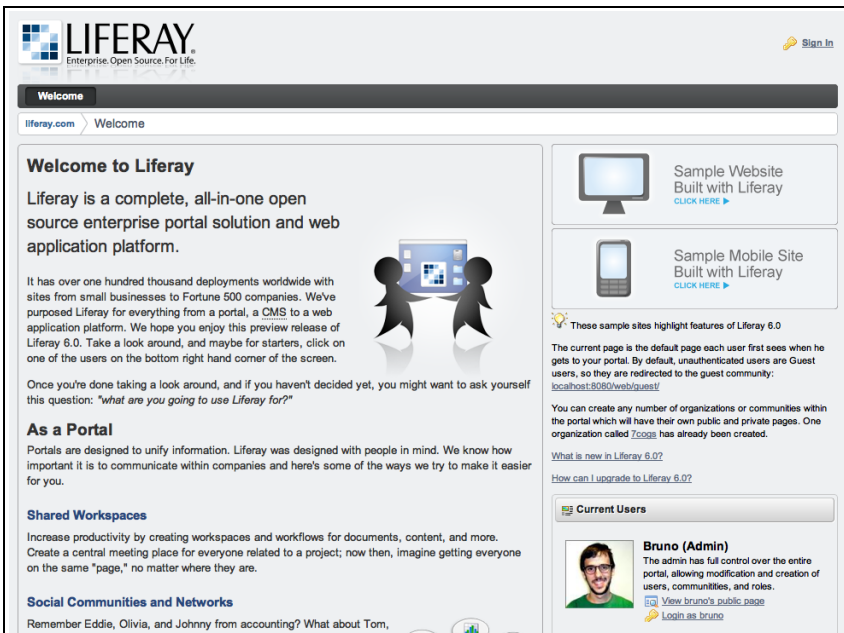 LIFERAY.
Enterprise. Open Source. For Life.
Sign In
Welcome
liferay.com Welcome
Welcome to Liferay
Liferay is a complete, all-in-one open
source enterprise portal solution and web
application platform.
It has over one hundred thousand deployments worldwide with
sites from small businesses to Fortune 500 companies. We've
purposed Liferay for everything from a portal, a CMS to a web
application platform. We hope you enjoy this preview release of
Liferay 6.0. Take a look around, and maybe for starters, click on
one of the users on the bottom right hand corner of the screen.
Once you're done taking a look around, and if you haven't decided yet, you might want to ask yourself
this question: "what are you going to use Liferay for?"
As a Portal
Portals are designed to unify information. Liferay was designed with people in mind. We know how
important it is to communicate within companies and here's some of the ways we try to make it easier
for you.
Shared Workspaces
Increase productivity by creating workspaces and workflows for documents, content, and more.
Create a central meeting place for everyone related to a project; now then, imagine getting everyone
on the same "page," no matter where they are.
Social Communities and Networks
Remember Eddie, Olivia, and Johnny from accounting? What about Tom,
Sample Website
Built with Liferay
CLICK HERE
Sample Mobile Site
Built with Liferay
CLICK HERE
These sample sites highlight features of Liferay 6.0
The current page is the default page each user first sees when he
gets to your portal. By default, unauthenticated users are Guest
users, so they are redirected to the guest community:
localhost:8080/web/guest/
You can create any number of organizations or communities within
the portal which will have their own public and private pages. One
organization called 7cogs has already been created.
What is new in Liferay 6.0?
How can I upgrade to Liferay 6.0?
Current Users
Bruno (Admin)
The admin has full control over the entire
portal, allowing modification and creation of
users, communitities, and roles.
View bruno's public page
Login as bruno